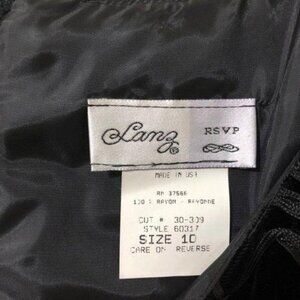 Lanz
RSVP
MADE IN USA
RN 37566
100% RAYON - RAYONNE
CUT # 30-309
STYLE 60317
SIZE 10
CARE ON REVERSE